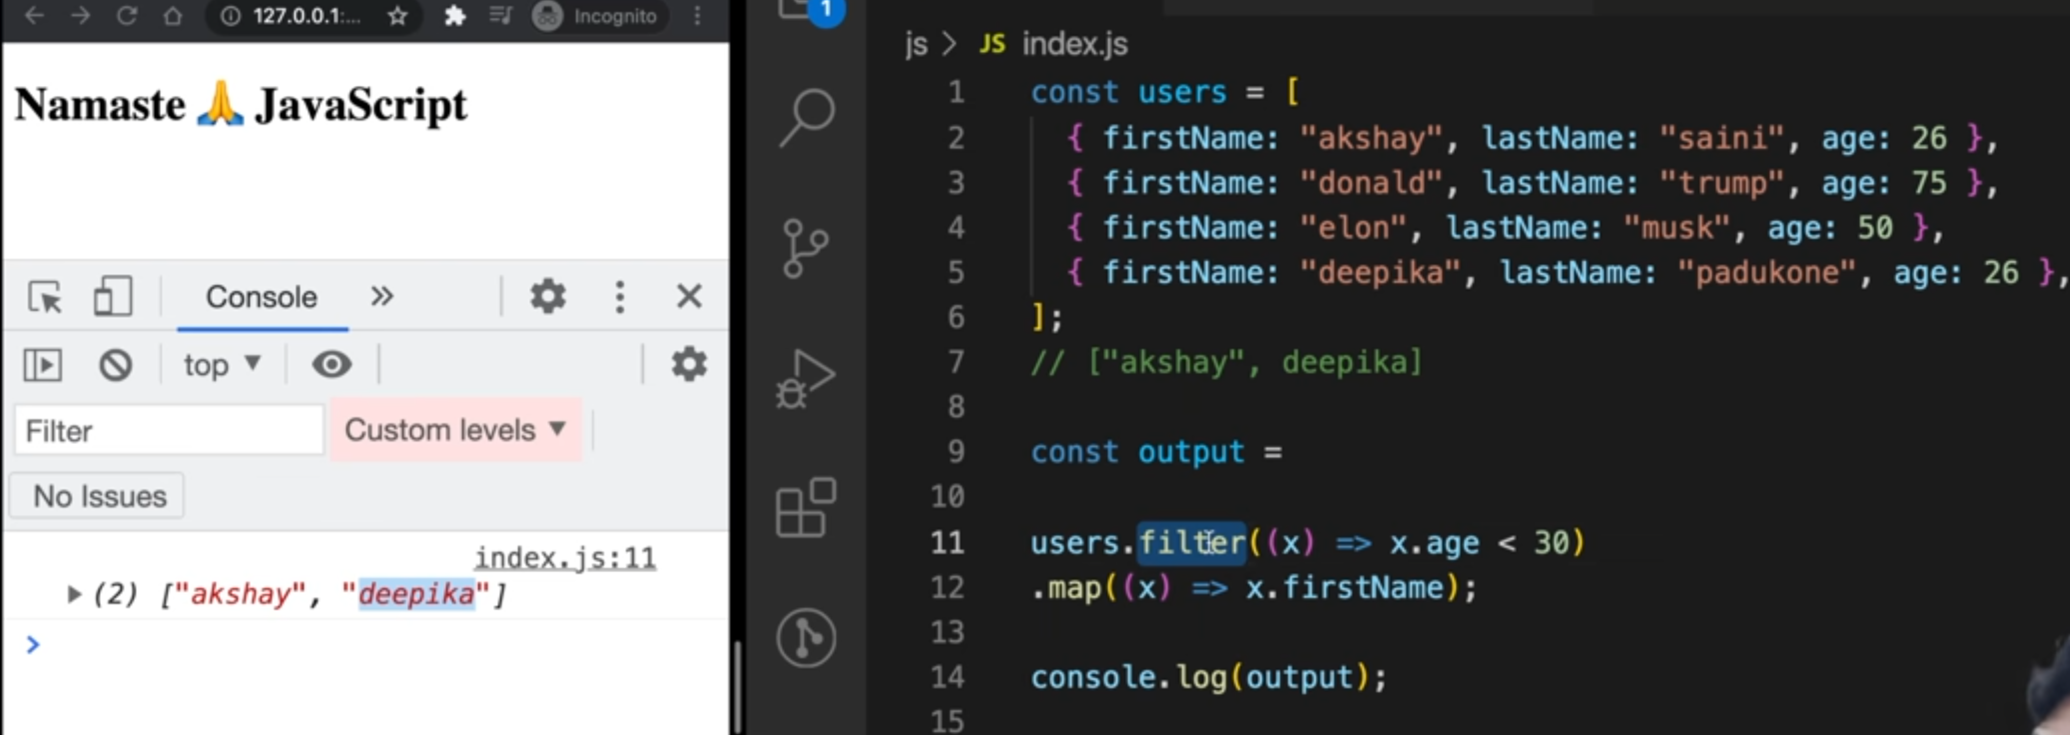 127.0.0.1:...
Incognito
Namaste 🙏 JavaScript
Console
top
Filter
Custom levels
No Issues
index.js:11
(2) ["akshay", "deepika"]
1
js > JS index.js
1 const users = [
2 { firstName: "akshay", lastName: "saini", age: 26 },
3 { firstName: "donald", lastName: "trump", age: 75 },
4 { firstName: "elon", lastName: "musk", age: 50 },
5 { firstName: "deepika", lastName: "padukone", age: 26 },
6 ];
7 // ["akshay", deepika]
8
9 const output =
10
11 users.filter((x) => x.age < 30)
12 .map((x) => x.firstName);
13
14 console.log(output);
15